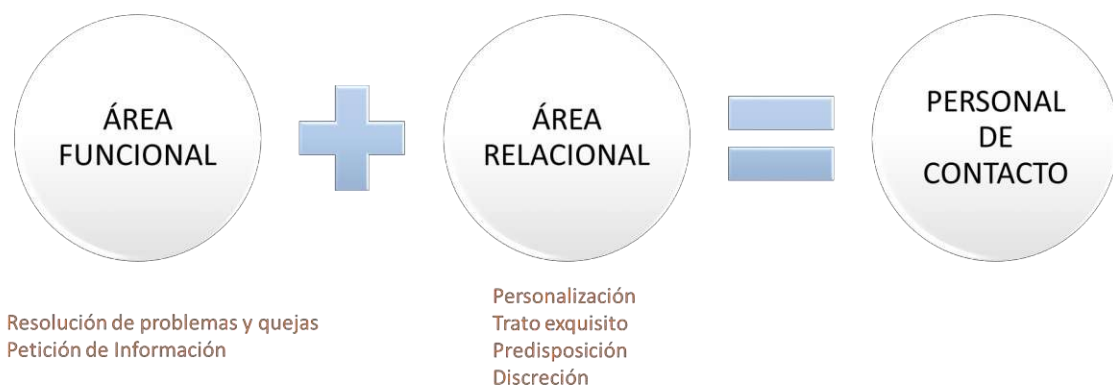 ÁREA
FUNCIONAL
ÁREA
RELACIONAL
PERSONAL
DE
CONTACTO
Resolución de problemas y quejas
Petición de Información
Personalización
Trato exquisito
Predisposición
Discreción